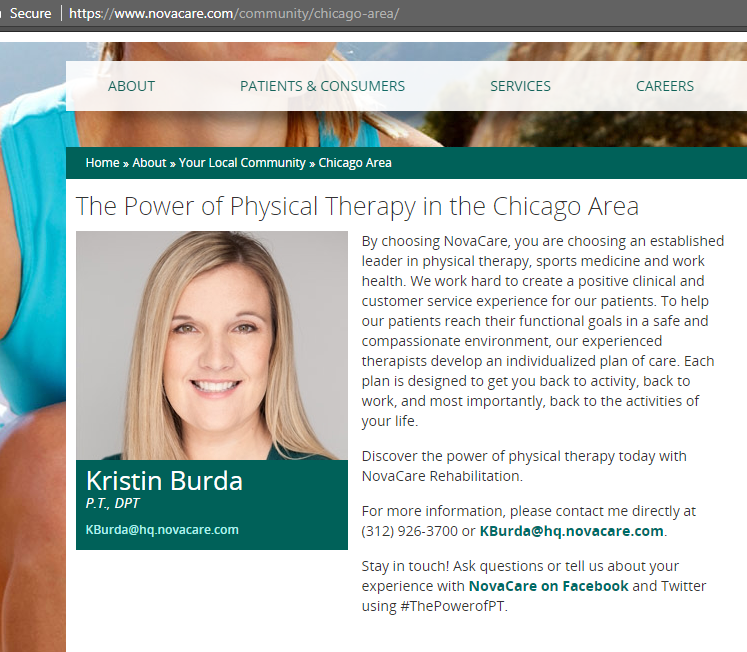 Secure | https://www.novacare.com/community/chicago-area/
ABOUT PATIENTS & CONSUMERS SERVICES CAREERS
Home » About » Your Local Community » Chicago Area
The Power of Physical Therapy in the Chicago Area
Kristin Burda
P.T., DPT
KBurda@hq.novacare.com
By choosing NovaCare, you are choosing an established
leader in physical therapy, sports medicine and work
health. We work hard to create a positive clinical and
customer service experience for our patients. To help
our patients reach their functional goals in a safe and
compassionate environment, our experienced
therapists develop an individualized plan of care. Each
plan is designed to get you back to activity, back to
work, and most importantly, back to the activities of
your life.
Discover the power of physical therapy today with
NovaCare Rehabilitation.
For more information, please contact me directly at
(312) 926-3700 or KBurda@hq.novacare.com.
Stay in touch! Ask questions or tell us about your
experience with NovaCare on Facebook and Twitter
using #ThePowerofPT.